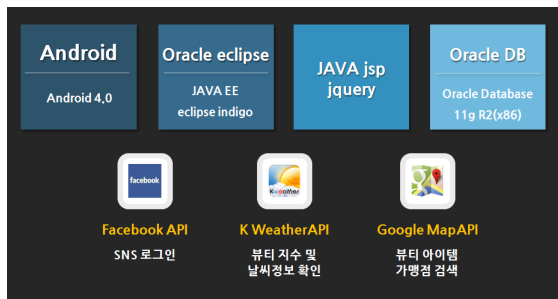 Android
Android 4.0
Oracle eclipse
JAVA EE
eclipse indigo
JAVA jsp
jquery
Oracle DB
Oracle Database
11g R2(x86)
facebook
Kweather
Facebook API
SNS 로그인
K WeatherAPI
뷰티 지수 및
날씨정보 확인
Google MapAPI
뷰티 아이템
가맹점 검색